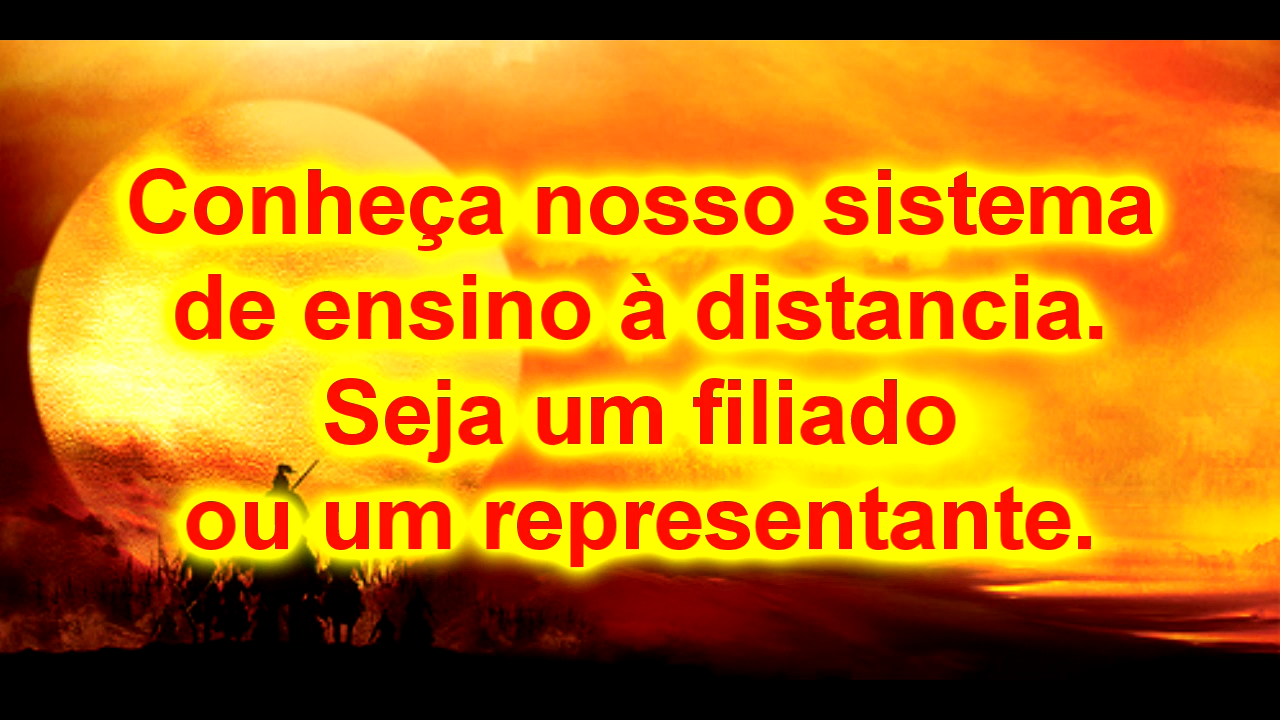 Conheça nosso sistema
de ensino à distancia.
Seja um filiado
ou um representante.